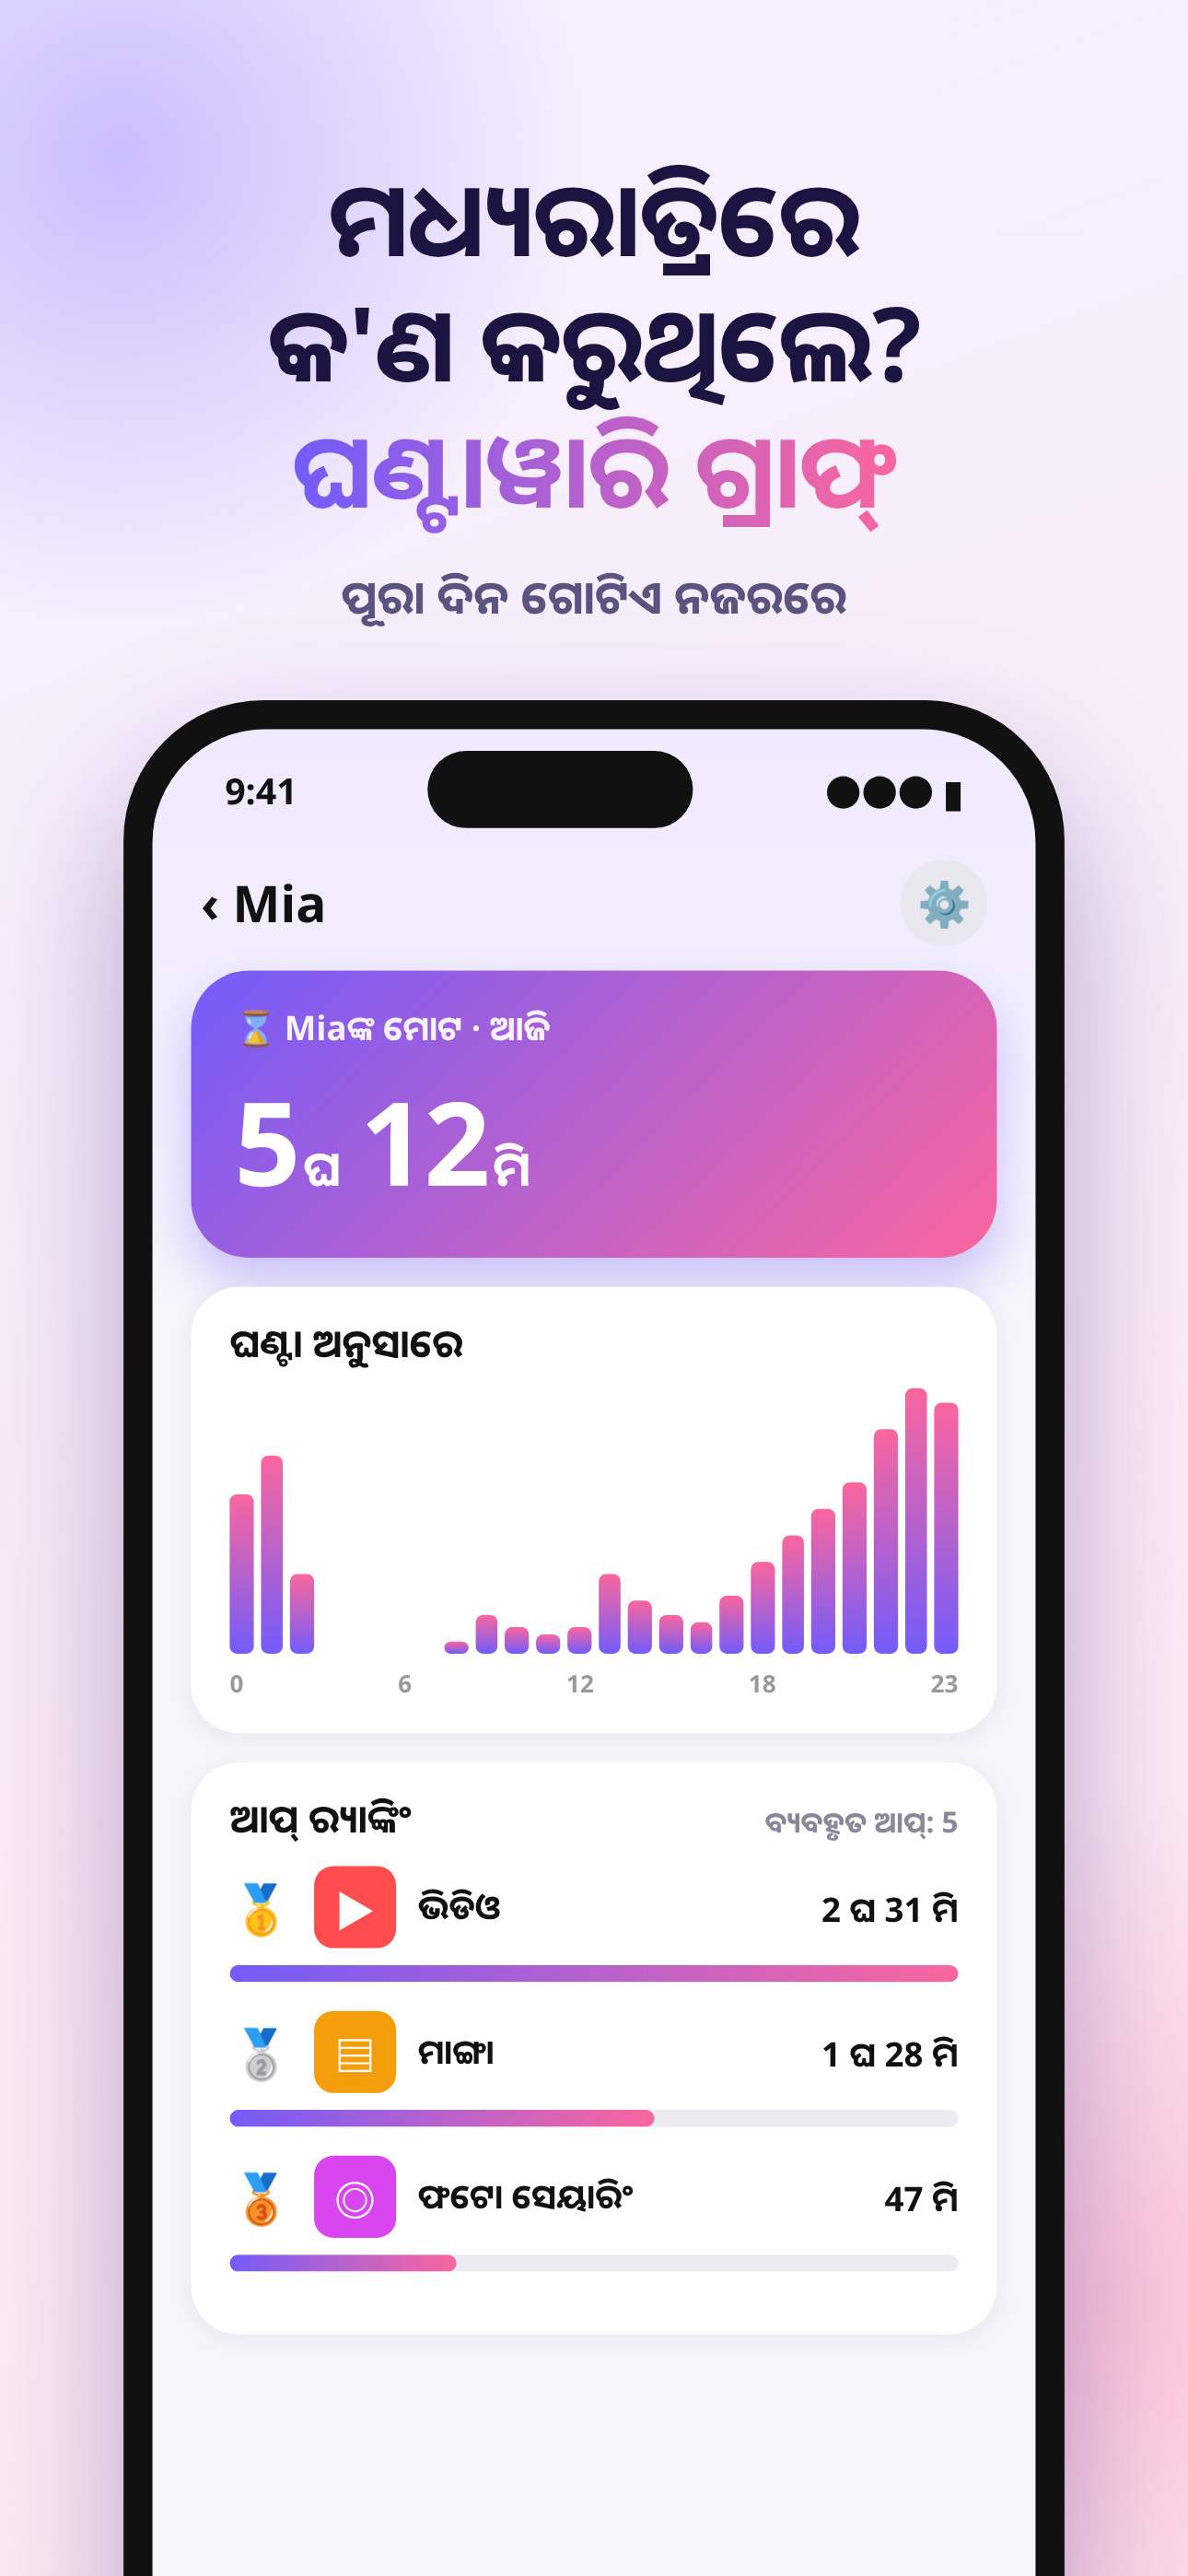 ମଧ୍ୟରାତ୍ରିରେ
କ'ଣ କରୁଥିଲେ?
ଘଣ୍ଟାୱାରି ଗ୍ରାଫ୍
ପୂରା ଦିନ ଗୋଟିଏ ନଜରରେ
9:41
‹ Mia
⌛ Miaଙ୍କ ମୋଟ · ଆଜି
5ଘ 12ମି
ଘଣ୍ଟା ଅନୁସାରେ
0 6 12 18 23
ଆପ୍ ର୍ୟାଙ୍କିଂ ବ୍ୟବହୃତ ଆପ୍: 5
🥇 ଭିଡିଓ 2 ଘ 31 ମି
🥈 ମାଙ୍ଗା 1 ଘ 28 ମି
🥉 ଫଟୋ ସେୟାରିଂ 47 ମି